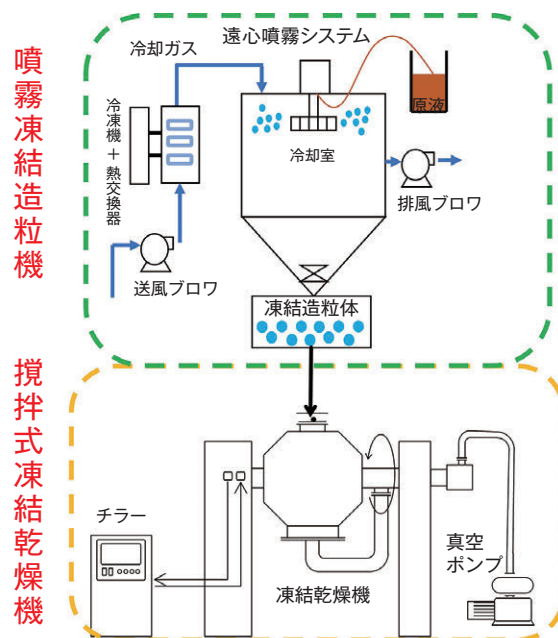 噴霧凍結造粒機
冷却ガス
遠心噴霧システム
原液
冷凍機＋熱交換器
冷却室
排風ブロワ
送風ブロワ
凍結造粒体
撹拌式凍結乾燥機
チラー
凍結乾燥機
真空
ポンプ